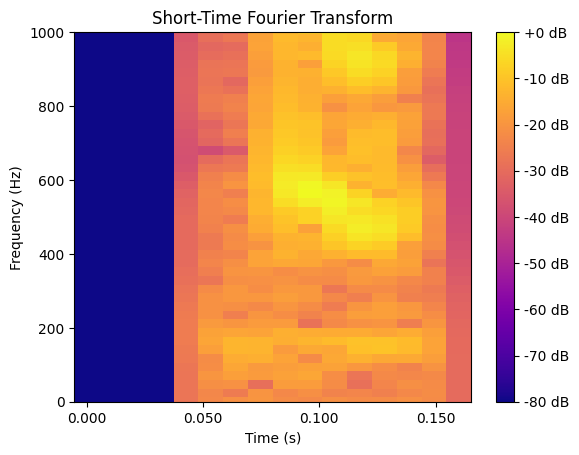 Short-Time Fourier Transform
1000
800
600
400
200
0
Frequency (Hz)
0.000
0.050
0.100
0.150
Time (s)
+0 dB
-10 dB
-20 dB
-30 dB
-40 dB
-50 dB
-60 dB
-70 dB
-80 dB